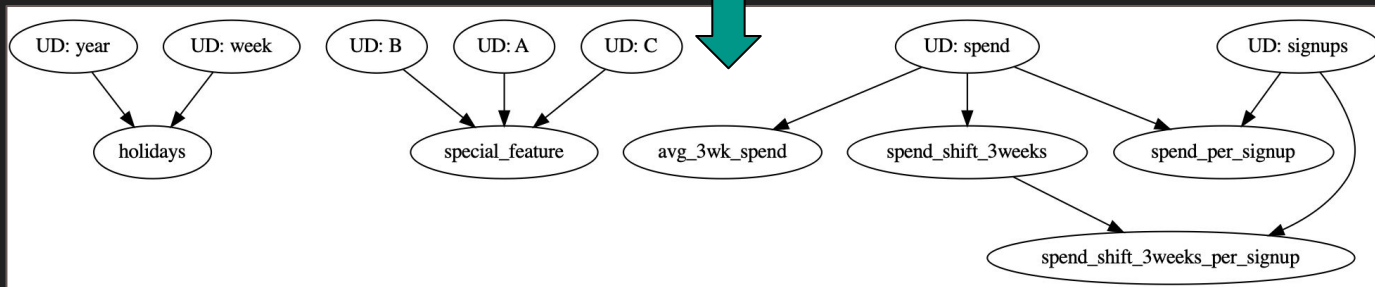 UD: year
UD: week
UD: B
UD: A
UD: C
UD: spend
UD: signups
holidays
special_feature
avg_3wk_spend
spend_shift_3weeks
spend_per_signup
spend_shift_3weeks_per_signup